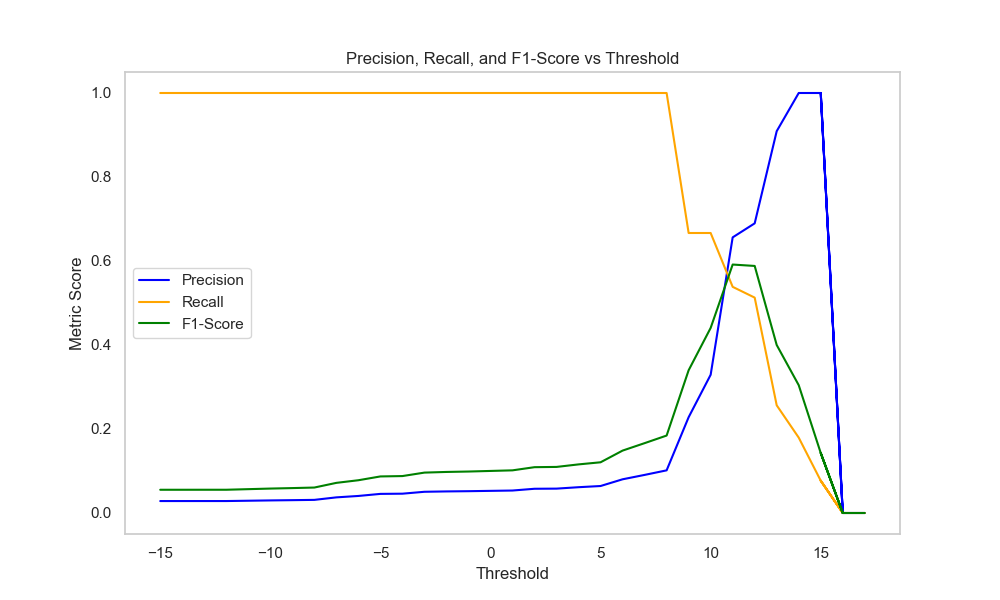 Precision, Recall, and F1-Score vs Threshold
1.0
0.8
0.6
0.4
0.2
0.0
Metric Score
Precision
Recall
F1-Score
−15
−10
−5
0
5
10
15
Threshold